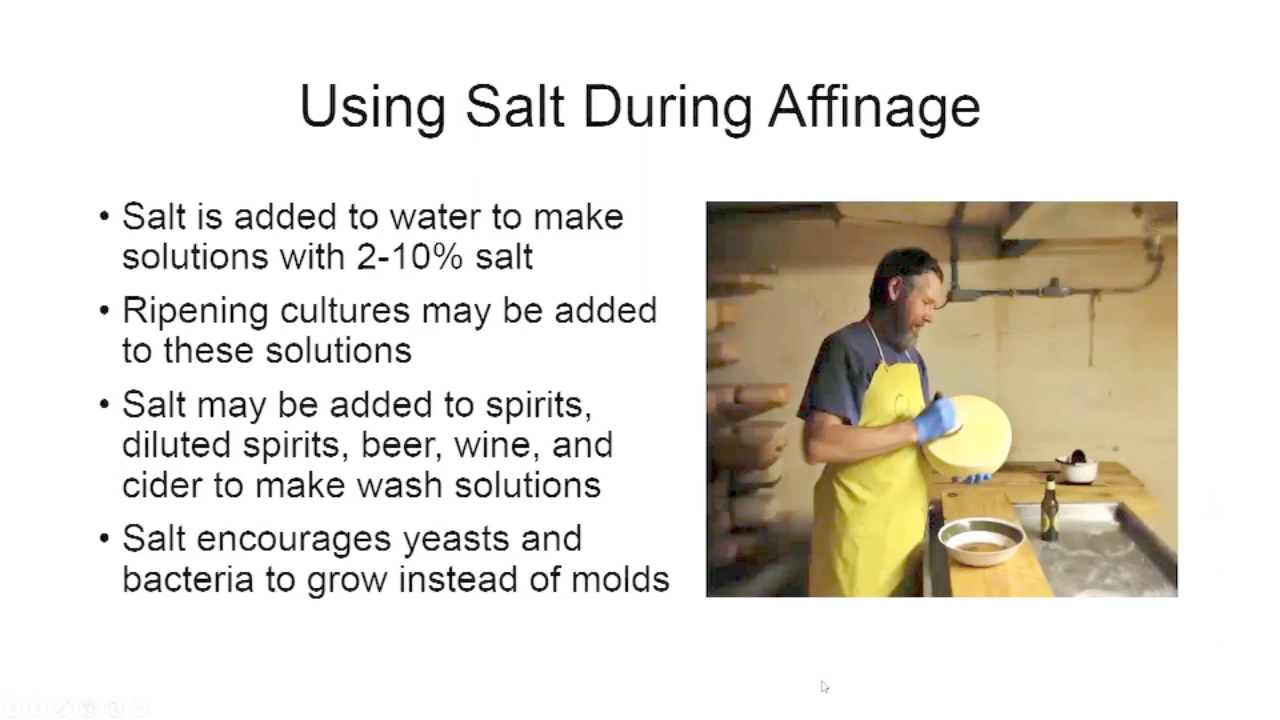 Using Salt During Affinage
• Salt is added to water to make
solutions with 2-10% salt
• Ripening cultures may be added
to these solutions
• Salt may be added to spirits,
diluted spirits, beer, wine, and
cider to make wash solutions
• Salt encourages yeasts and
bacteria to grow instead of molds